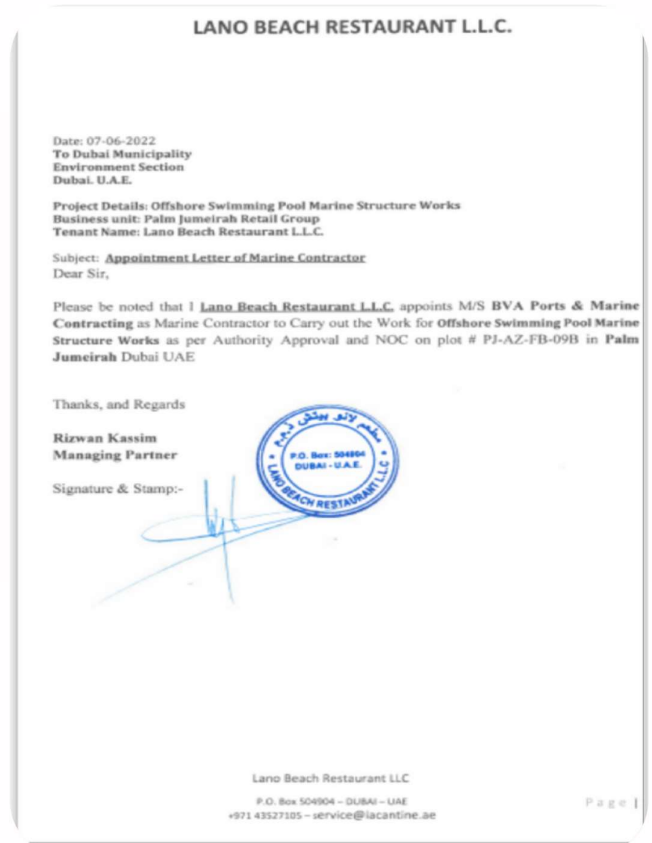 LANO BEACH RESTAURANT L.L.C.
Date: 07-06-2022
To Dubai Municipality
Environment Section
Dubai. U.A.E.
Project Details: Offshore Swimming Pool Marine Structure Works
Business unit: Palm Jumeirah Retail Group
Tenant Name: Lano Beach Restaurant L.L.C.
Subject: Appointment Letter of Marine Contractor
Dear Sir,
Please be noted that I Lano Beach Restaurant L.L.C. appoints M/S BVA Ports & Marine
Contracting as Marine Contractor to Carry out the Work for Offshore Swimming Pool Marine
Structure Works as per Authority Approval and NOC on plot # PJ-AZ-FB-09B in Palm
Jumeirah Dubai UAE
Thanks, and Regards
Rizwan Kassim
Managing Partner
مطعم لانو بيتش ذ.م.م
P.O. Box: 504904
DUBAI - U.A.E.
LANO BEACH RESTAURANT L.L.C
Signature & Stamp:-
Lano Beach Restaurant LLC
P.O. Box 504904 – DUBAI – UAE
+971 43527105 – service@lacantine.ae
Page |